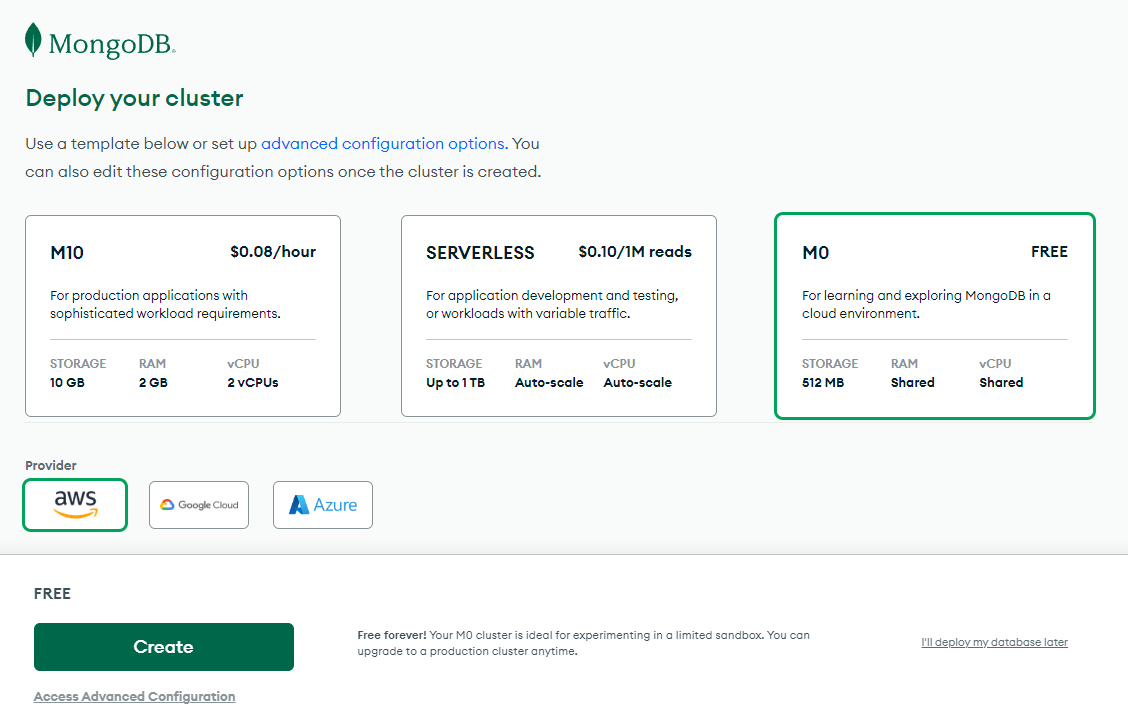 MongoDB®
Deploy your cluster
Use a template below or set up advanced configuration options. You
can also edit these configuration options once the cluster is created.
M10 $0.08/hour
For production applications with
sophisticated workload requirements.
STORAGE RAM vCPU
10 GB 2 GB 2 vCPUs
SERVERLESS $0.10/1M reads
For application development and testing,
or workloads with variable traffic.
STORAGE RAM vCPU
Up to 1 TB Auto-scale Auto-scale
M0 FREE
For learning and exploring MongoDB in a
cloud environment.
STORAGE RAM vCPU
512 MB Shared Shared
Provider
aws Google Cloud Azure
FREE
Create
Access Advanced Configuration
Free forever! Your M0 cluster is ideal for experimenting in a limited sandbox. You can
upgrade to a production cluster anytime.
I'll deploy my database later